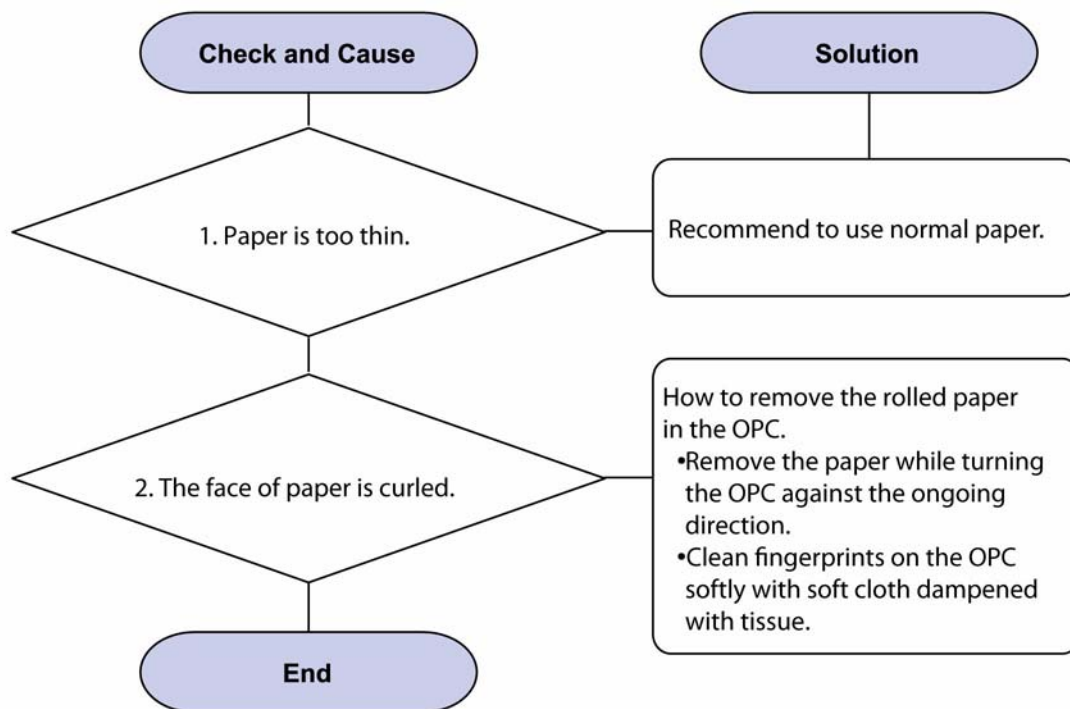 Check and Cause
Solution
1. Paper is too thin.
Recommend to use normal paper.
2. The face of paper is curled.
How to remove the rolled paper
in the OPC.
•Remove the paper while turning
the OPC against the ongoing
direction.
•Clean fingerprints on the OPC
softly with soft cloth dampened
with tissue.
End